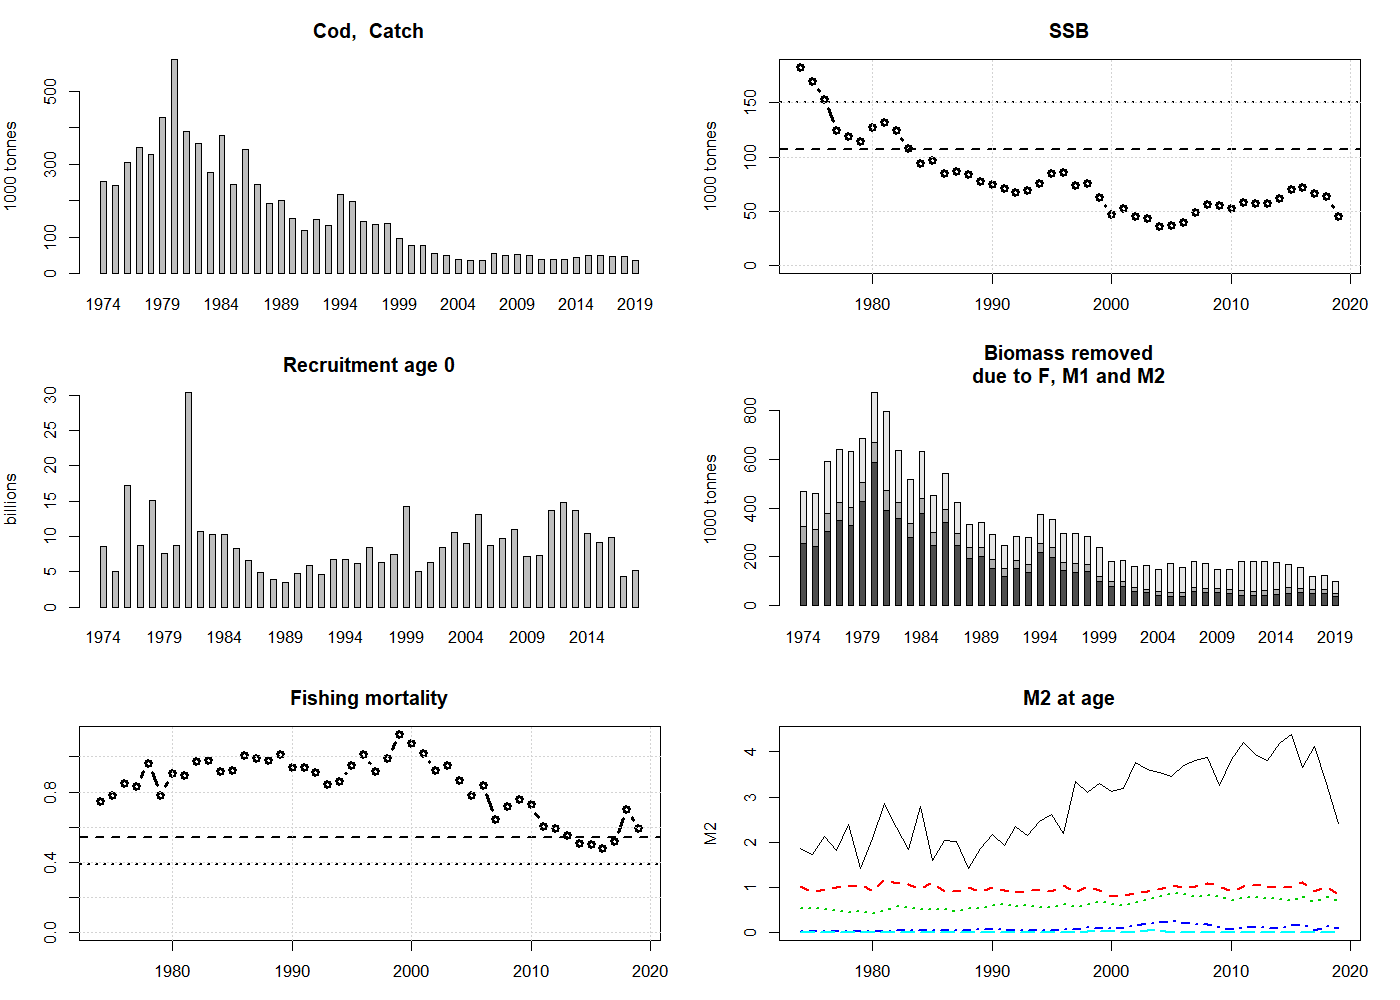 Cod,  Catch
1000 tonnes
0
100
300
500
1974 1979 1984 1989 1994 1999 2004 2009 2014 2019
SSB
1000 tonnes
0
50
100
150
1980 1990 2000 2010 2020
Recruitment age 0
billions
0
5
10
15
20
25
30
1974 1979 1984 1989 1994 1999 2004 2009 2014
Biomass removed
due to F, M1 and M2
1000 tonnes
0
200
400
600
800
1974 1979 1984 1989 1994 1999 2004 2009 2014 2019
Fishing mortality
0.0
0.4
0.8
1980 1990 2000 2010 2020
M2 at age
M2
0
1
2
3
4
1980 1990 2000 2010 2020